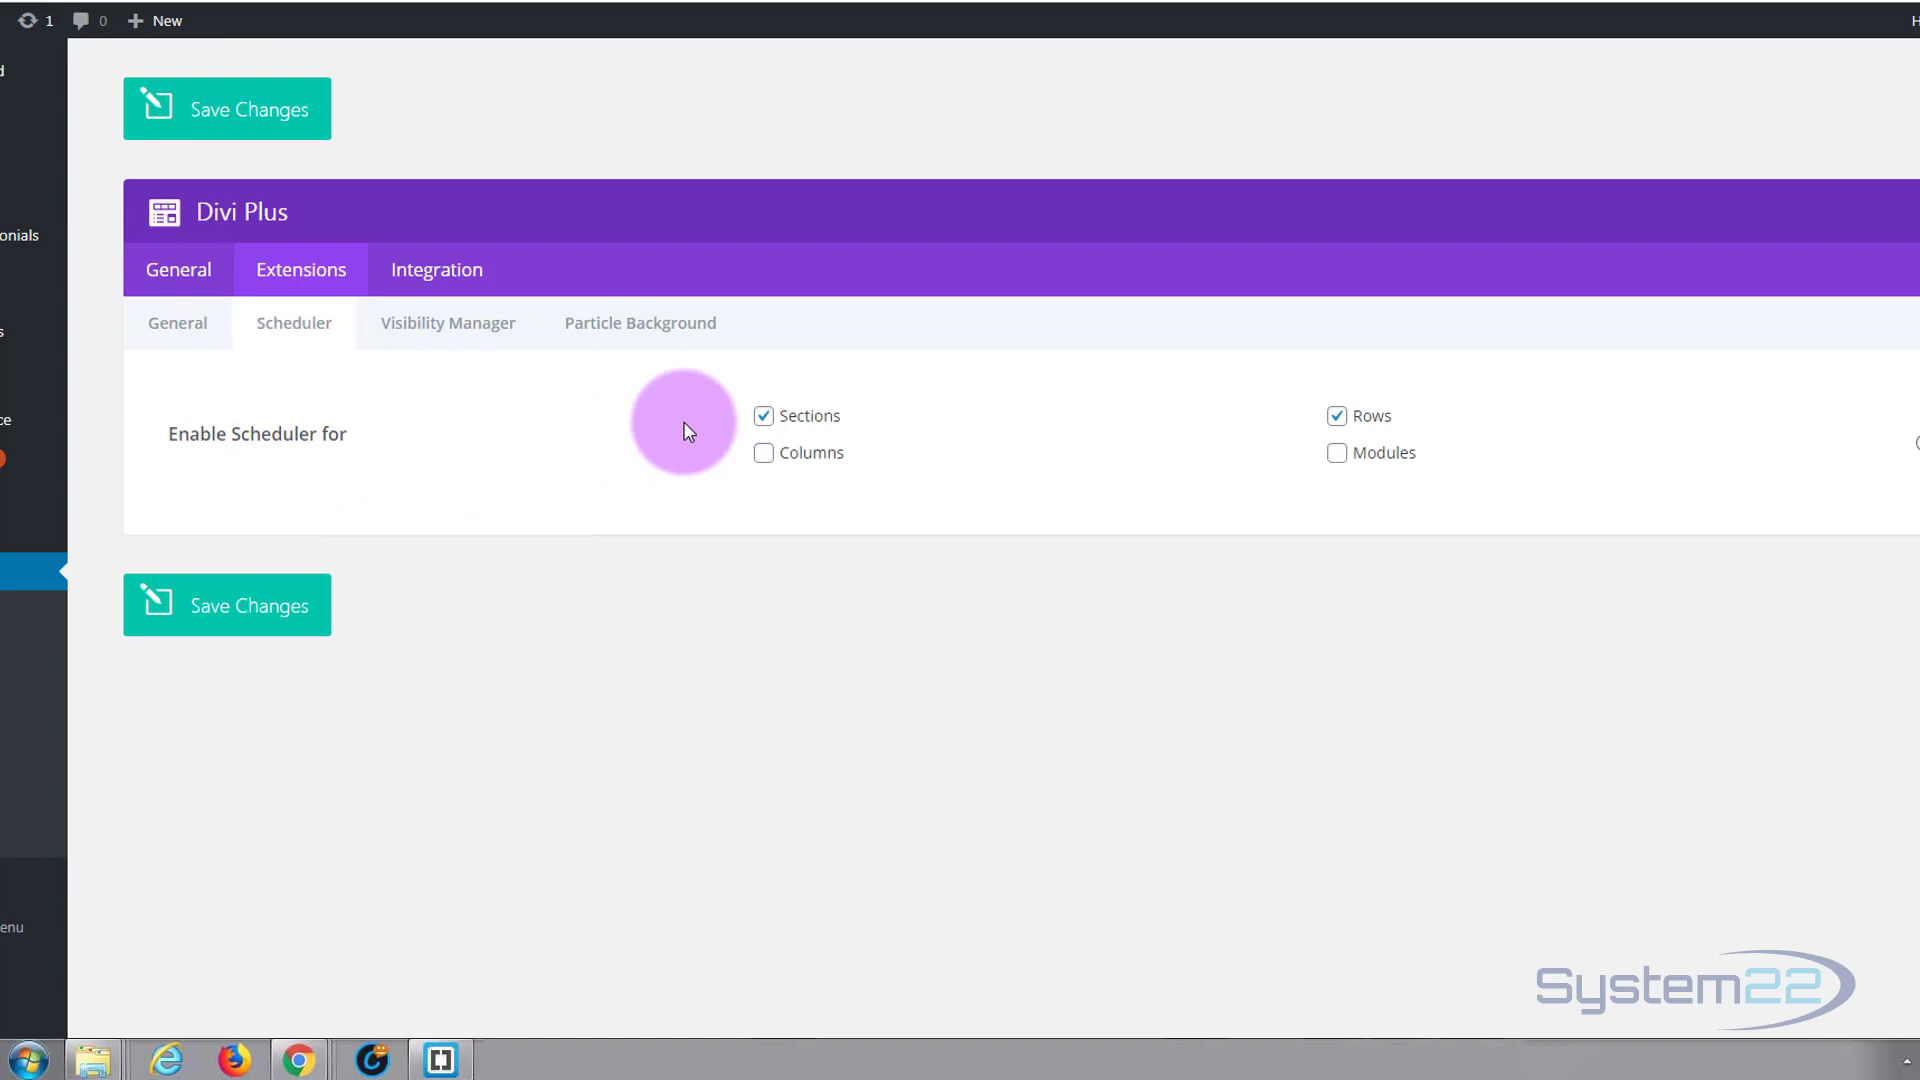 1 0 New
Save Changes
Divi Plus
onials
General Extensions Integration
General Scheduler Visibility Manager Particle Background
Enable Scheduler for
Sections Rows
Columns Modules
ce
Save Changes
enu
System22